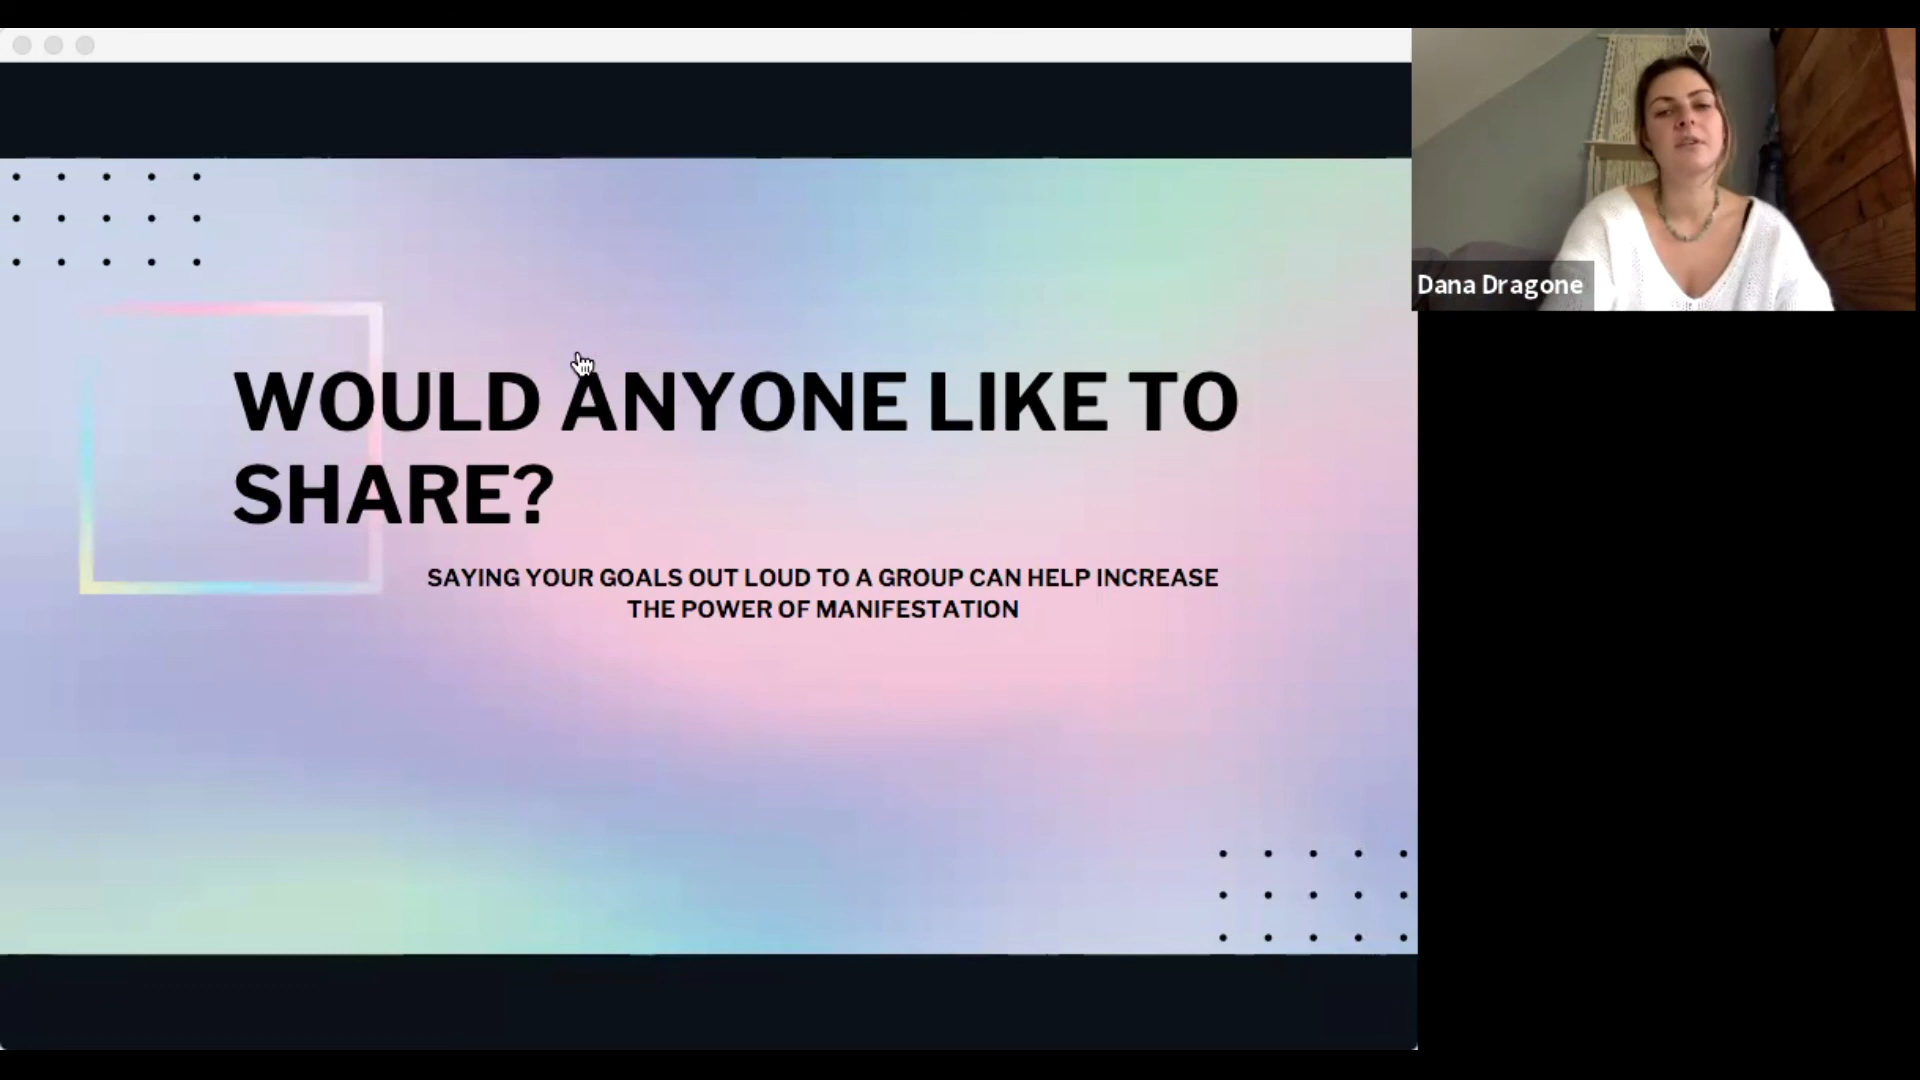 WOULD ANYONE LIKE TO
SHARE?
SAYING YOUR GOALS OUT LOUD TO A GROUP CAN HELP INCREASE
THE POWER OF MANIFESTATION
Dana Dragone